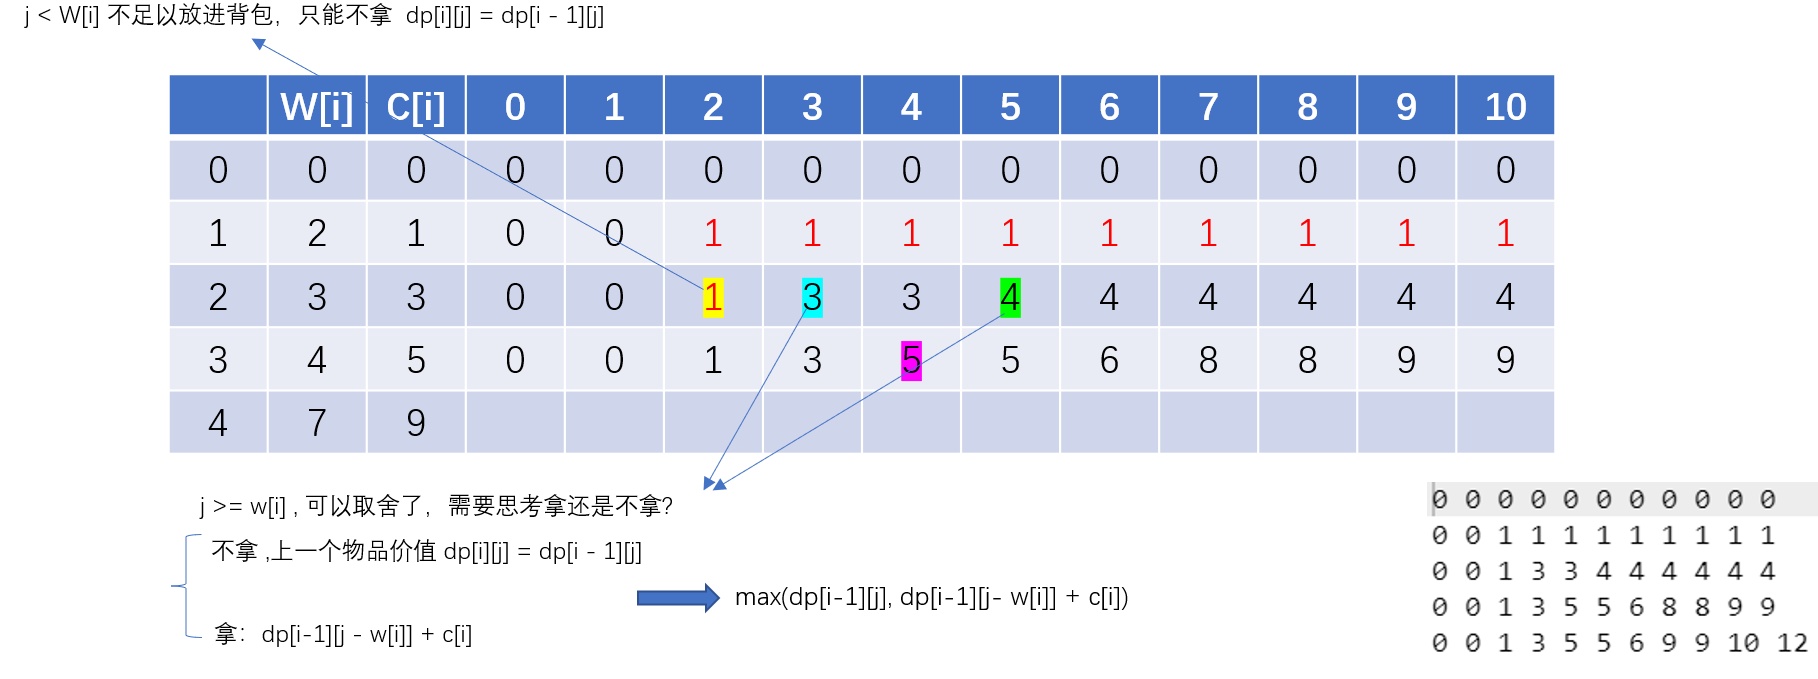 j < W[i] 不足以放进背包，只能不拿 dp[i][j] = dp[i - 1][j]
W[i] C[i] 0 1 2 3 4 5 6 7 8 9 10
0 0 0 0 0 0 0 0 0 0 0 0 0 0
1 2 1 0 0 1 1 1 1 1 1 1 1 1
2 3 3 0 0 1 3 3 4 4 4 4 4 4
3 4 5 0 0 1 3 5 5 6 8 8 9 9
4 7 9
j >= w[i] , 可以取舍了，需要思考拿还是不拿?
不拿 ,上一个物品价值 dp[i][j] = dp[i - 1][j]
max(dp[i-1][j], dp[i-1][j- w[i]] + c[i])
拿：dp[i-1][j - w[i]] + c[i]
0 0 0 0 0 0 0 0 0 0 0
0 0 1 1 1 1 1 1 1 1 1
0 0 1 3 3 4 4 4 4 4 4
0 0 1 3 5 5 6 8 8 9 9
0 0 1 3 5 5 6 9 9 10 12